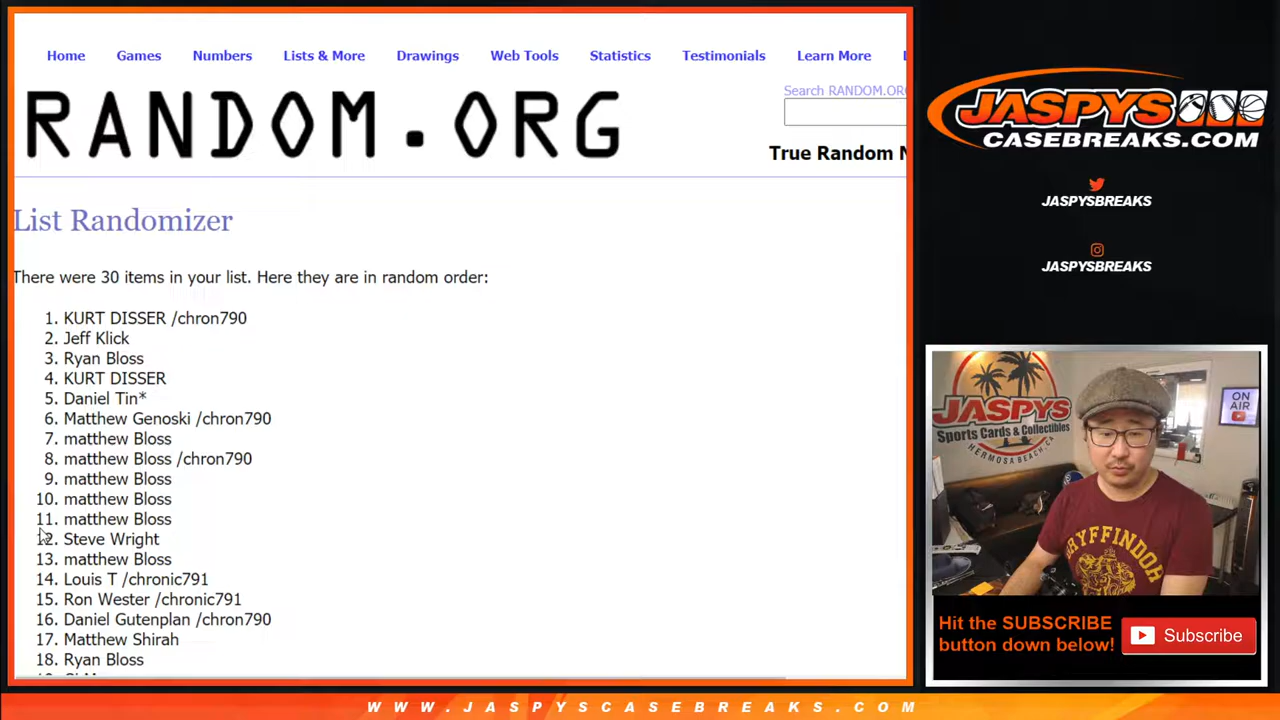 Home Games Numbers Lists & More Drawings Web Tools Statistics Testimonials Learn More
Search RANDOM.ORG
RANDOM.ORG
True Random
List Randomizer
There were 30 items in your list. Here they are in random order:
1. KURT DISSER /chron790
2. Jeff Klick
3. Ryan Bloss
4. KURT DISSER
5. Daniel Tin*
6. Matthew Genoski /chron790
7. matthew Bloss
8. matthew Bloss /chron790
9. matthew Bloss
10. matthew Bloss
11. matthew Bloss
12. Steve Wright
13. matthew Bloss
14. Louis T /chronic791
15. Ron Wester /chronic791
16. Daniel Gutenplan /chron790
17. Matthew Shirah
18. Ryan Bloss
JASPYS
CASEBREAKS.COM
JASPYSBREAKS
JASPYSBREAKS
JASPYS
Sports Cards & Collectibles
HERMOSA BEACH, CA
ON
AIR
GRYFFINDOR
Hit the SUBSCRIBE
button down below!
Subscribe
WWW.JASPYSCASEBREAKS.COM